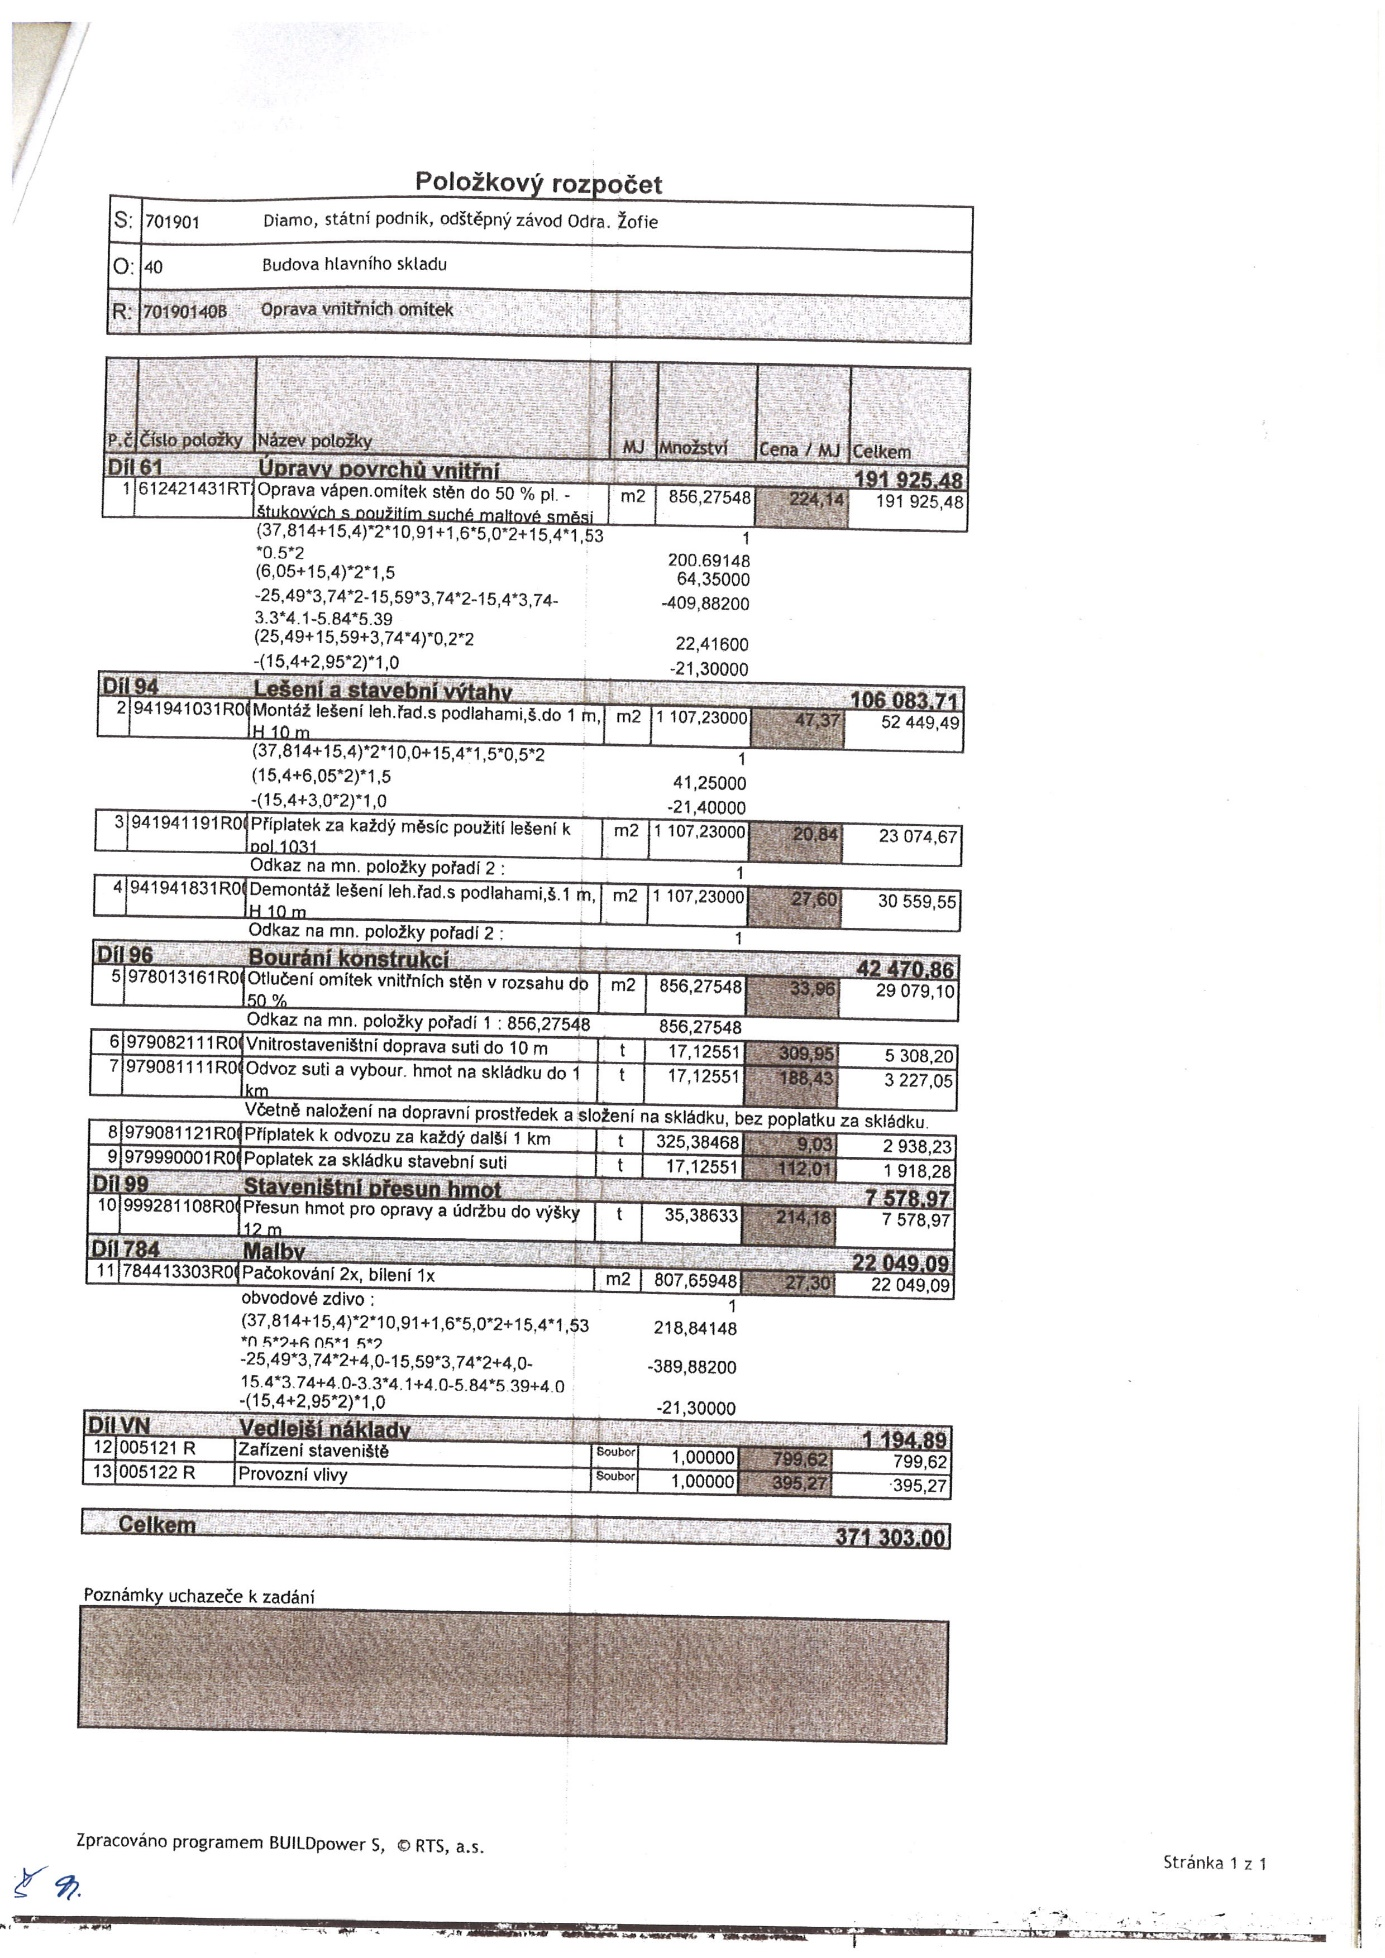 Položkový rozpočet
S: 701901 Diamo, státní podnik, odštěpný závod Odra. Žofie
O: 40 Budova hlavního skladu
R: 70190140B Oprava vnitřních omítek
P.č Číslo položky Název položky MJ Množství Cena / MJ Celkem
Díl 61 Úpravy povrchů vnitřní 191 925,48
1 612421431RT Oprava vápen.omítek stěn do 50 % pl. - m2 856,27548 224,14 191 925,48
štukových s použitím suché maltové směsi
(37,814+15,4)*2*10,91+1,6*5,0*2+15,4*1,53 1
*0.5*2 200.69148
(6,05+15,4)*2*1,5 64,35000
-25,49*3,74*2-15,59*3,74*2-15,4*3,74- -409,88200
3.3*4.1-5.84*5.39
(25,49+15,59+3,74*4)*0,2*2 22,41600
-(15,4+2,95*2)*1,0 -21,30000
Díl 94 Lešení a stavební výtahy 106 083,71
2 941941031R0 Montáž lešení leh.řad.s podlahami,š.do 1 m, m2 1 107,23000 47,37 52 449,49
H 10 m
(37,814+15,4)*2*10,0+15,4*1,5*0,5*2 1
(15,4+6,05*2)*1,5 41,25000
-(15,4+3,0*2)*1,0 -21,40000
3 941941191R0 Příplatek za každý měsíc použití lešení k m2 1 107,23000 20,84 23 074,67
pol.1031
Odkaz na mn. položky pořadí 2 : 1
4 941941831R0 Demontáž lešení leh.řad.s podlahami,š.1 m, m2 1 107,23000 27,60 30 559,55
H 10 m
Odkaz na mn. položky pořadí 2 : 1
Díl 96 Bourání konstrukcí 42 470,86
5 978013161R0 Otlučení omítek vnitřních stěn v rozsahu do m2 856,27548 33,96 29 079,10
50 %
Odkaz na mn. položky pořadí 1 : 856,27548 856,27548
6 979082111R0 Vnitrostaveništní doprava suti do 10 m t 17,12551 309,95 5 308,20
7 979081111R0 Odvoz suti a vybour. hmot na skládku do 1 t 17,12551 188,43 3 227,05
km
Včetně naložení na dopravní prostředek a složení na skládku, bez poplatku za skládku.
8 979081121R0 Příplatek k odvozu za každý další 1 km t 325,38468 9,03 2 938,23
9 979990001R0 Poplatek za skládku stavební suti t 17,12551 112,01 1 918,28
Díl 99 Staveništní přesun hmot 7 578,97
10 999281108R0 Přesun hmot pro opravy a údržbu do výšky t 35,38633 214,18 7 578,97
12 m
Díl 784 Malby 22 049,09
11 784413303R0 Pačokování 2x, bílení 1x m2 807,65948 27,30 22 049,09
obvodové zdivo : 1
(37,814+15,4)*2*10,91+1,6*5,0*2+15,4*1,53 218,84148
*0.5*2+6.05*1.5*2
-25,49*3,74*2+4,0-15,59*3,74*2+4,0- -389,88200
15.4*3.74+4.0-3.3*4.1+4.0-5.84*5.39+4.0
-(15,4+2,95*2)*1,0 -21,30000
Díl VN Vedlejší náklady 1 194,89
12 005121 R Zařízení staveniště Soubor 1,00000 799,62 799,62
13 005122 R Provozní vlivy Soubor 1,00000 395,27 395,27
Celkem 371 303,00
Poznámky uchazeče k zadání
Zpracováno programem BUILDpower S, © RTS, a.s.
Stránka 1 z 1